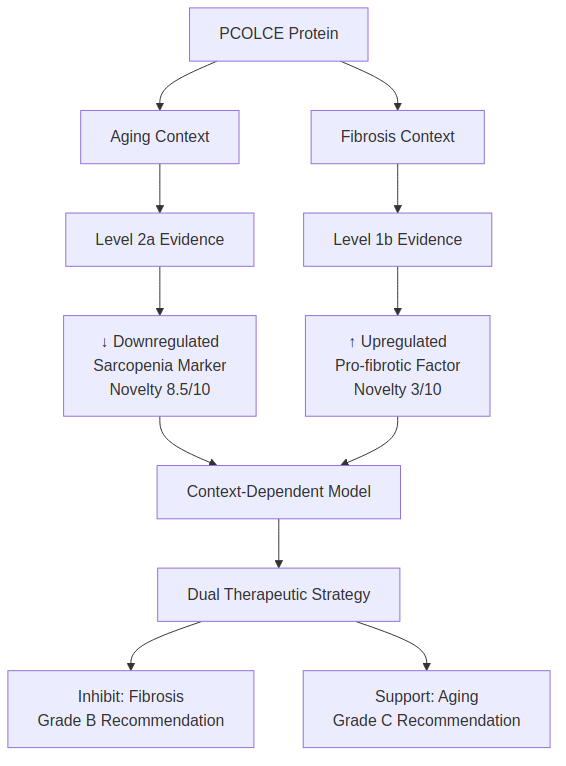 PCOLCE Protein
Aging Context
Fibrosis Context
Level 2a Evidence
Level 1b Evidence
↓ Downregulated
Sarcopenia Marker
Novelty 8.5/10
↑ Upregulated
Pro-fibrotic Factor
Novelty 3/10
Context-Dependent Model
Dual Therapeutic Strategy
Inhibit: Fibrosis
Grade B Recommendation
Support: Aging
Grade C Recommendation